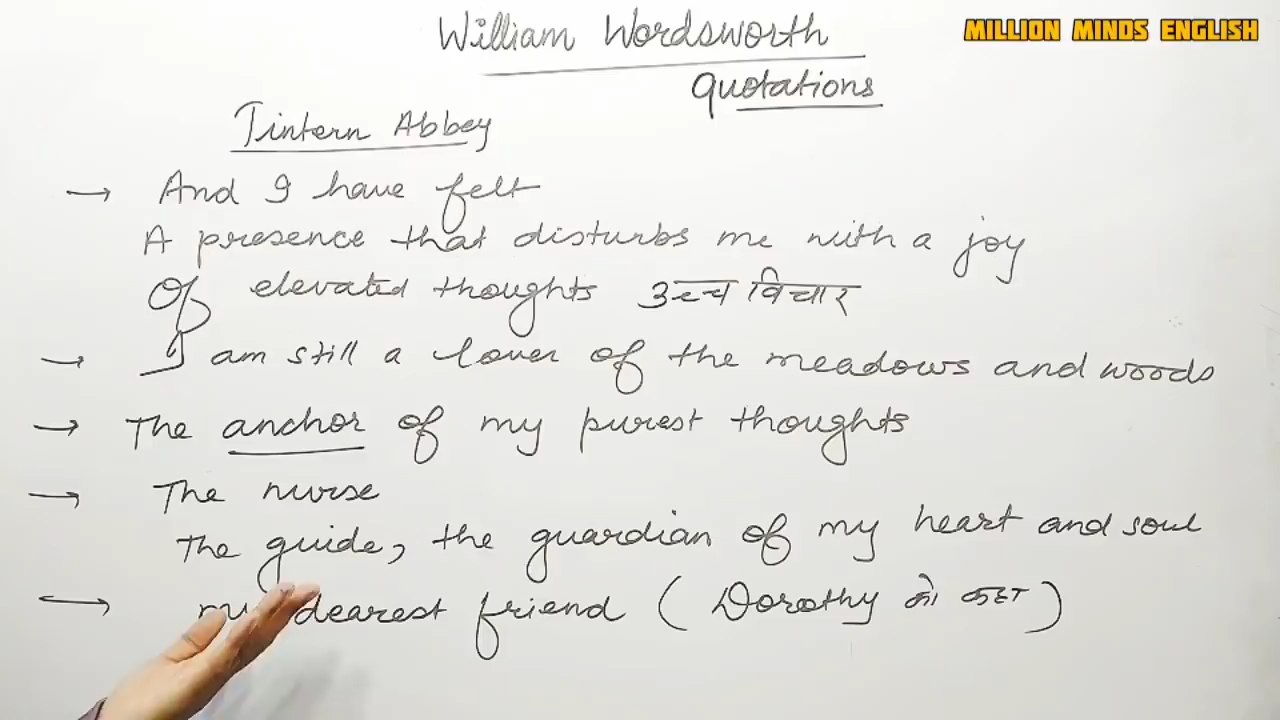 William Wordsworth
MILLION MINDS ENGLISH
Quotations
Tintern Abbey
→ And I have felt
A presence that disturbs me with a joy
Of elevated thoughts उच्च विचार
→ I am still a lover of the meadows and woods
→ The anchor of my purest thoughts
→ The nurse
The guide, the guardian of my heart and soul
→ my dearest friend (Dorothy को कहा)